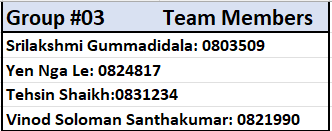 Group #03 Team Members
Srilakshmi Gummadidala: 0803509
Yen Nga Le: 0824817
Tehsin Shaikh:0831234
Vinod Soloman Santhakumar: 0821990